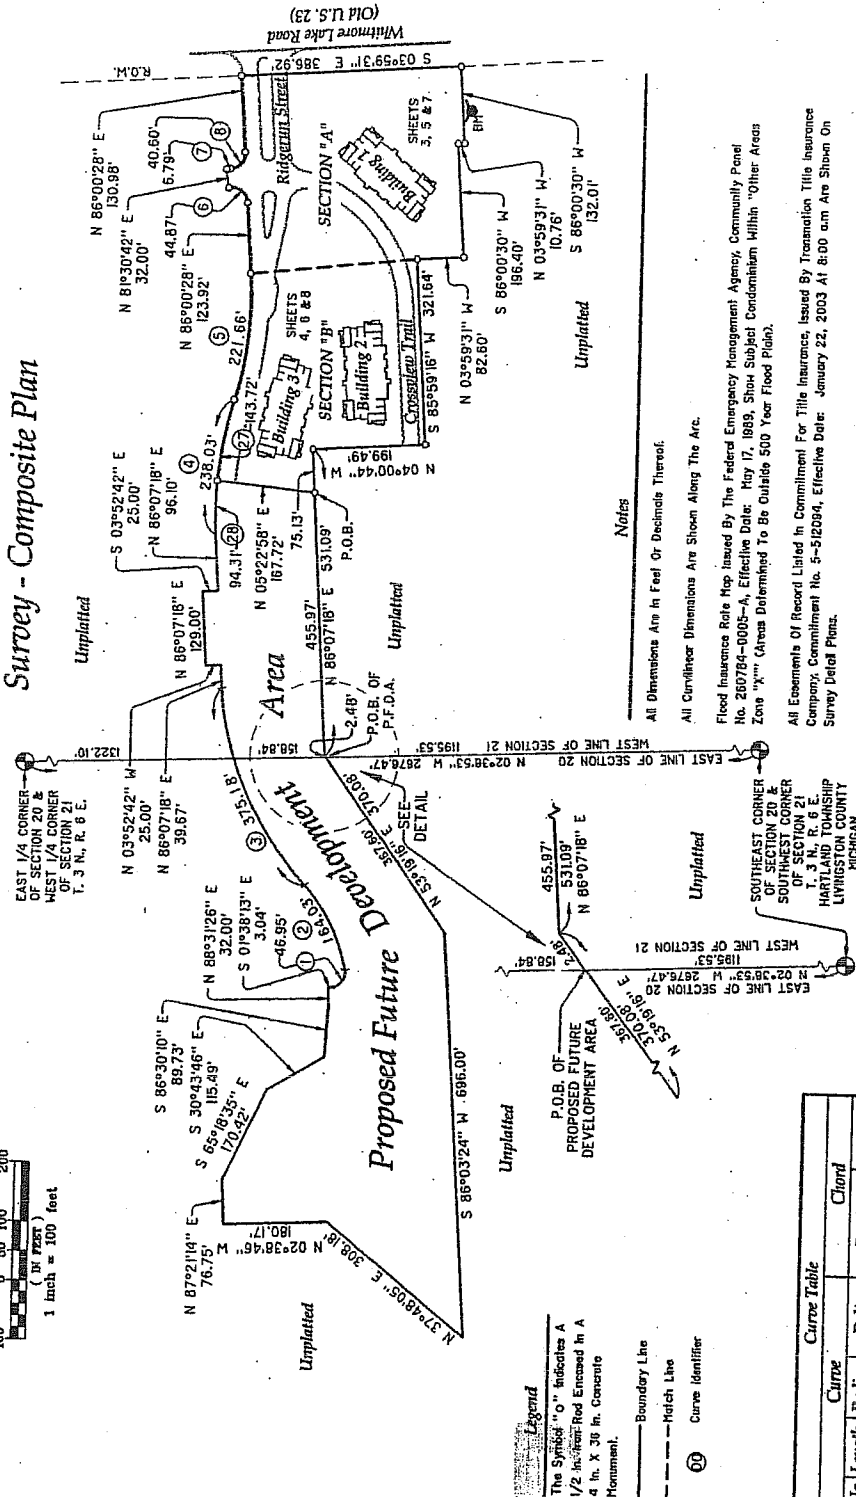 Survey - Composite Plan
100 0 50 100 200
( IN FEET )
1 inch = 100 feet
EAST 1/4 CORNER
OF SECTION 20 &
WEST 1/4 CORNER
OF SECTION 21
T. 3 N., R. 6 E.
1322.10'
Unplatted
N 87°21'14" E
76.75'
S 65°18'35" E
170.42'
S 30°43'46" E
115.49'
S 86°30'10" E
89.73'
N 88°31'26" E
32.00'
S 01°38'13" E
3.04'
46.95'
1
2
164.03'
3
375.18'
N 03°52'42" W
25.00'
N 86°07'18" E
39.67'
N 86°07'18" E
129.00'
S 03°52'42" E
25.00'
N 86°07'18" E
96.10'
4
238.03'
5
221.66'
N 86°00'28" E
123.92'
44.87'
6
N 81°30'42" E
32.00'
7
6.79'
8
40.60'
N 86°00'28" E
130.98'
R.O.W.
Whitmore Lake Road
(Old U.S. 23)
S 03°59'31" E 386.92'
Ridgerun Street
SECTION "A"
Building 1
SHEETS
3, 5 & 7
BM
SECTION "B"
SHEETS
4, 6 & 8
Building 3
Building 2
Crossview Trail
27
143.72'
94.31'
28
N 05°22'58" E
167.72'
75.13'
P.O.B.
N 04°00'44" W
199.49'
S 85°59'16" W 321.64'
N 03°59'31" W
82.60'
S 86°00'30" W
196.40'
N 03°59'31" W
10.76'
S 86°00'30" W
132.01'
Unplatted
455.97'
531.09'
N 86°07'18" E
Unplatted
2.48'
P.O.B. OF
P.F.D.A.
158.84'
Proposed Future Development Area
N 02°38'46" W
180.17'
N 37°48'05" E
308.18'
Unplatted
S 86°03'24" W 696.00'
N 53°19'16" E
367.60'
370.08'
SEE
DETAIL
EAST LINE OF SECTION 20
N 02°38'53" W 2676.47'
1195.53'
WEST LINE OF SECTION 21
Unplatted
SOUTHEAST CORNER
OF SECTION 20 &
SOUTHWEST CORNER
OF SECTION 21
T. 3 N., R. 6 E.
HARTLAND TOWNSHIP
LIVINGSTON COUNTY
MICHIGAN
Unplatted
P.O.B. OF
PROPOSED FUTURE
DEVELOPMENT AREA
158.84'
2.48'
455.97'
531.09'
N 86°07'18" E
367.60'
370.08'
N 53°19'16" E
EAST LINE OF SECTION 20
N 02°38'53" W 2676.47'
1195.53'
WEST LINE OF SECTION 21
Notes
All Dimensions Are In Feet Or Decimals Thereof.
All Curvilinear Dimensions Are Shown Along The Arc.
Flood Insurance Rate Map Issued By The Federal Emergency Management Agency, Community Panel
No. 260784-0005-A, Effective Date: May 17, 1989, Show Subject Condominium Within "Other Areas
Zone "X"" (Areas Determined To Be Outside 500 Year Flood Plain).
All Easements Of Record Listed In Commitment For Title Insurance, Issued By Transnation Title Insurance
Company, Commitment No. 5-512094, Effective Date: January 22, 2003 At 8:00 a.m Are Shown On
Survey Detail Plans.
Legend
The Symbol "o" Indicates A
1/2 In. Iron Rod Encased In A
4 In. X 36 In. Concrete
Monument.
Boundary Line
Match Line
00 Curve Identifier
Curve Table
Curve
Chord